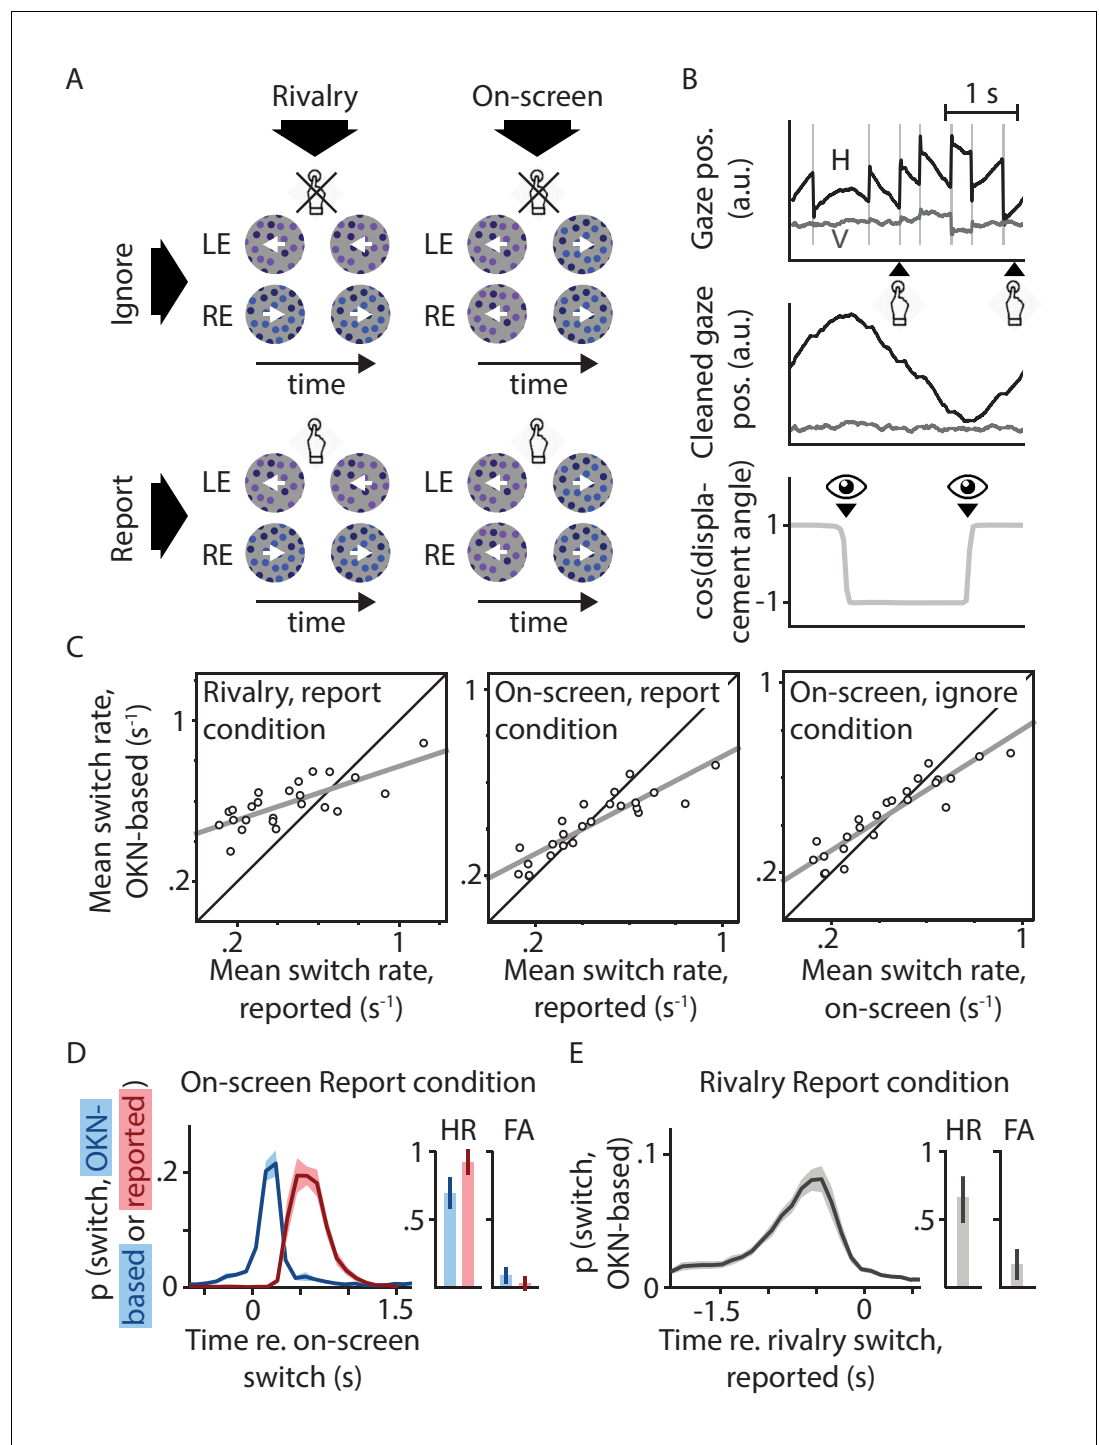 A
Rivalry
On-screen
Ignore
LE
RE
LE
RE
time
time
Report
LE
RE
LE
RE
time
time
B
1 s
Gaze pos.
(a.u.)
H
V
Cleaned gaze
pos. (a.u.)
cos(displa-
cement angle)
1
-1
C
Mean switch rate,
OKN-based (s-1)
Rivalry, report
condition
1
.2
.2
1
Mean switch rate,
reported (s-1)
On-screen, report
condition
1
.2
.2
1
Mean switch rate,
reported (s-1)
On-screen, ignore
condition
1
.2
.2
1
Mean switch rate,
on-screen (s-1)
D
On-screen Report condition
p (switch, OKN-
based or reported)
.2
0
0
1.5
Time re. on-screen
switch (s)
HR
FA
1
.5
E
Rivalry Report condition
p (switch,
OKN-based)
.1
0
-1.5
0
Time re. rivalry switch,
reported (s)
HR
FA
1
.5